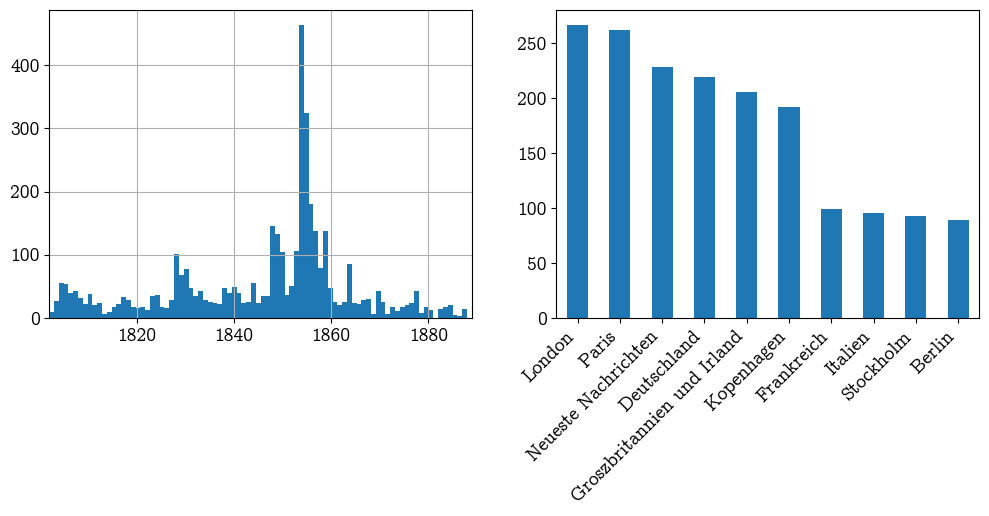 400
300
200
100
0
1820 1840 1860 1880
250
200
150
100
50
0
London
Paris
Neueste Nachrichten
Deutschland
Groszbritannien und Irland
Kopenhagen
Frankreich
Italien
Stockholm
Berlin